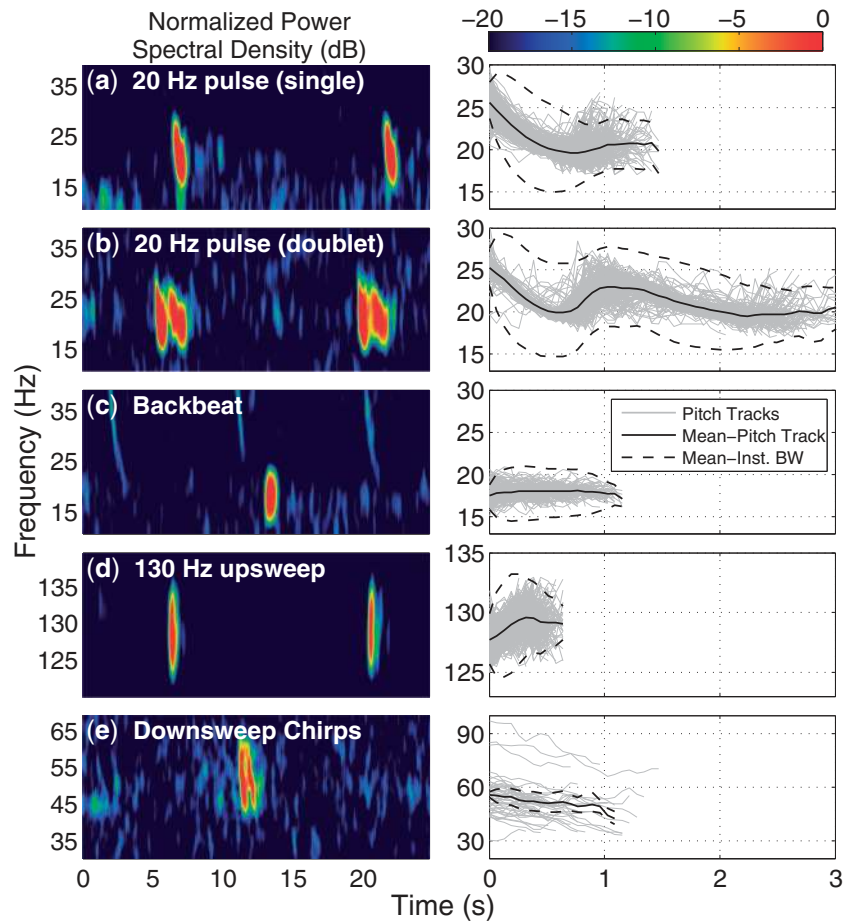 Normalized Power
Spectral Density (dB)
−20 −15 −10 −5 0
(a) 20 Hz pulse (single)
35
25
15
30
25
20
15
(b) 20 Hz pulse (doublet)
35
25
15
30
25
20
15
(c) Backbeat
35
25
15
30
25
20
15
Pitch Tracks
Mean−Pitch Track
Mean−Inst. BW
(d) 130 Hz upsweep
135
130
125
135
130
125
(e) Downsweep Chirps
65
55
45
35
90
60
30
0 5 10 15 20
0 1 2 3
Frequency (Hz)
Time (s)